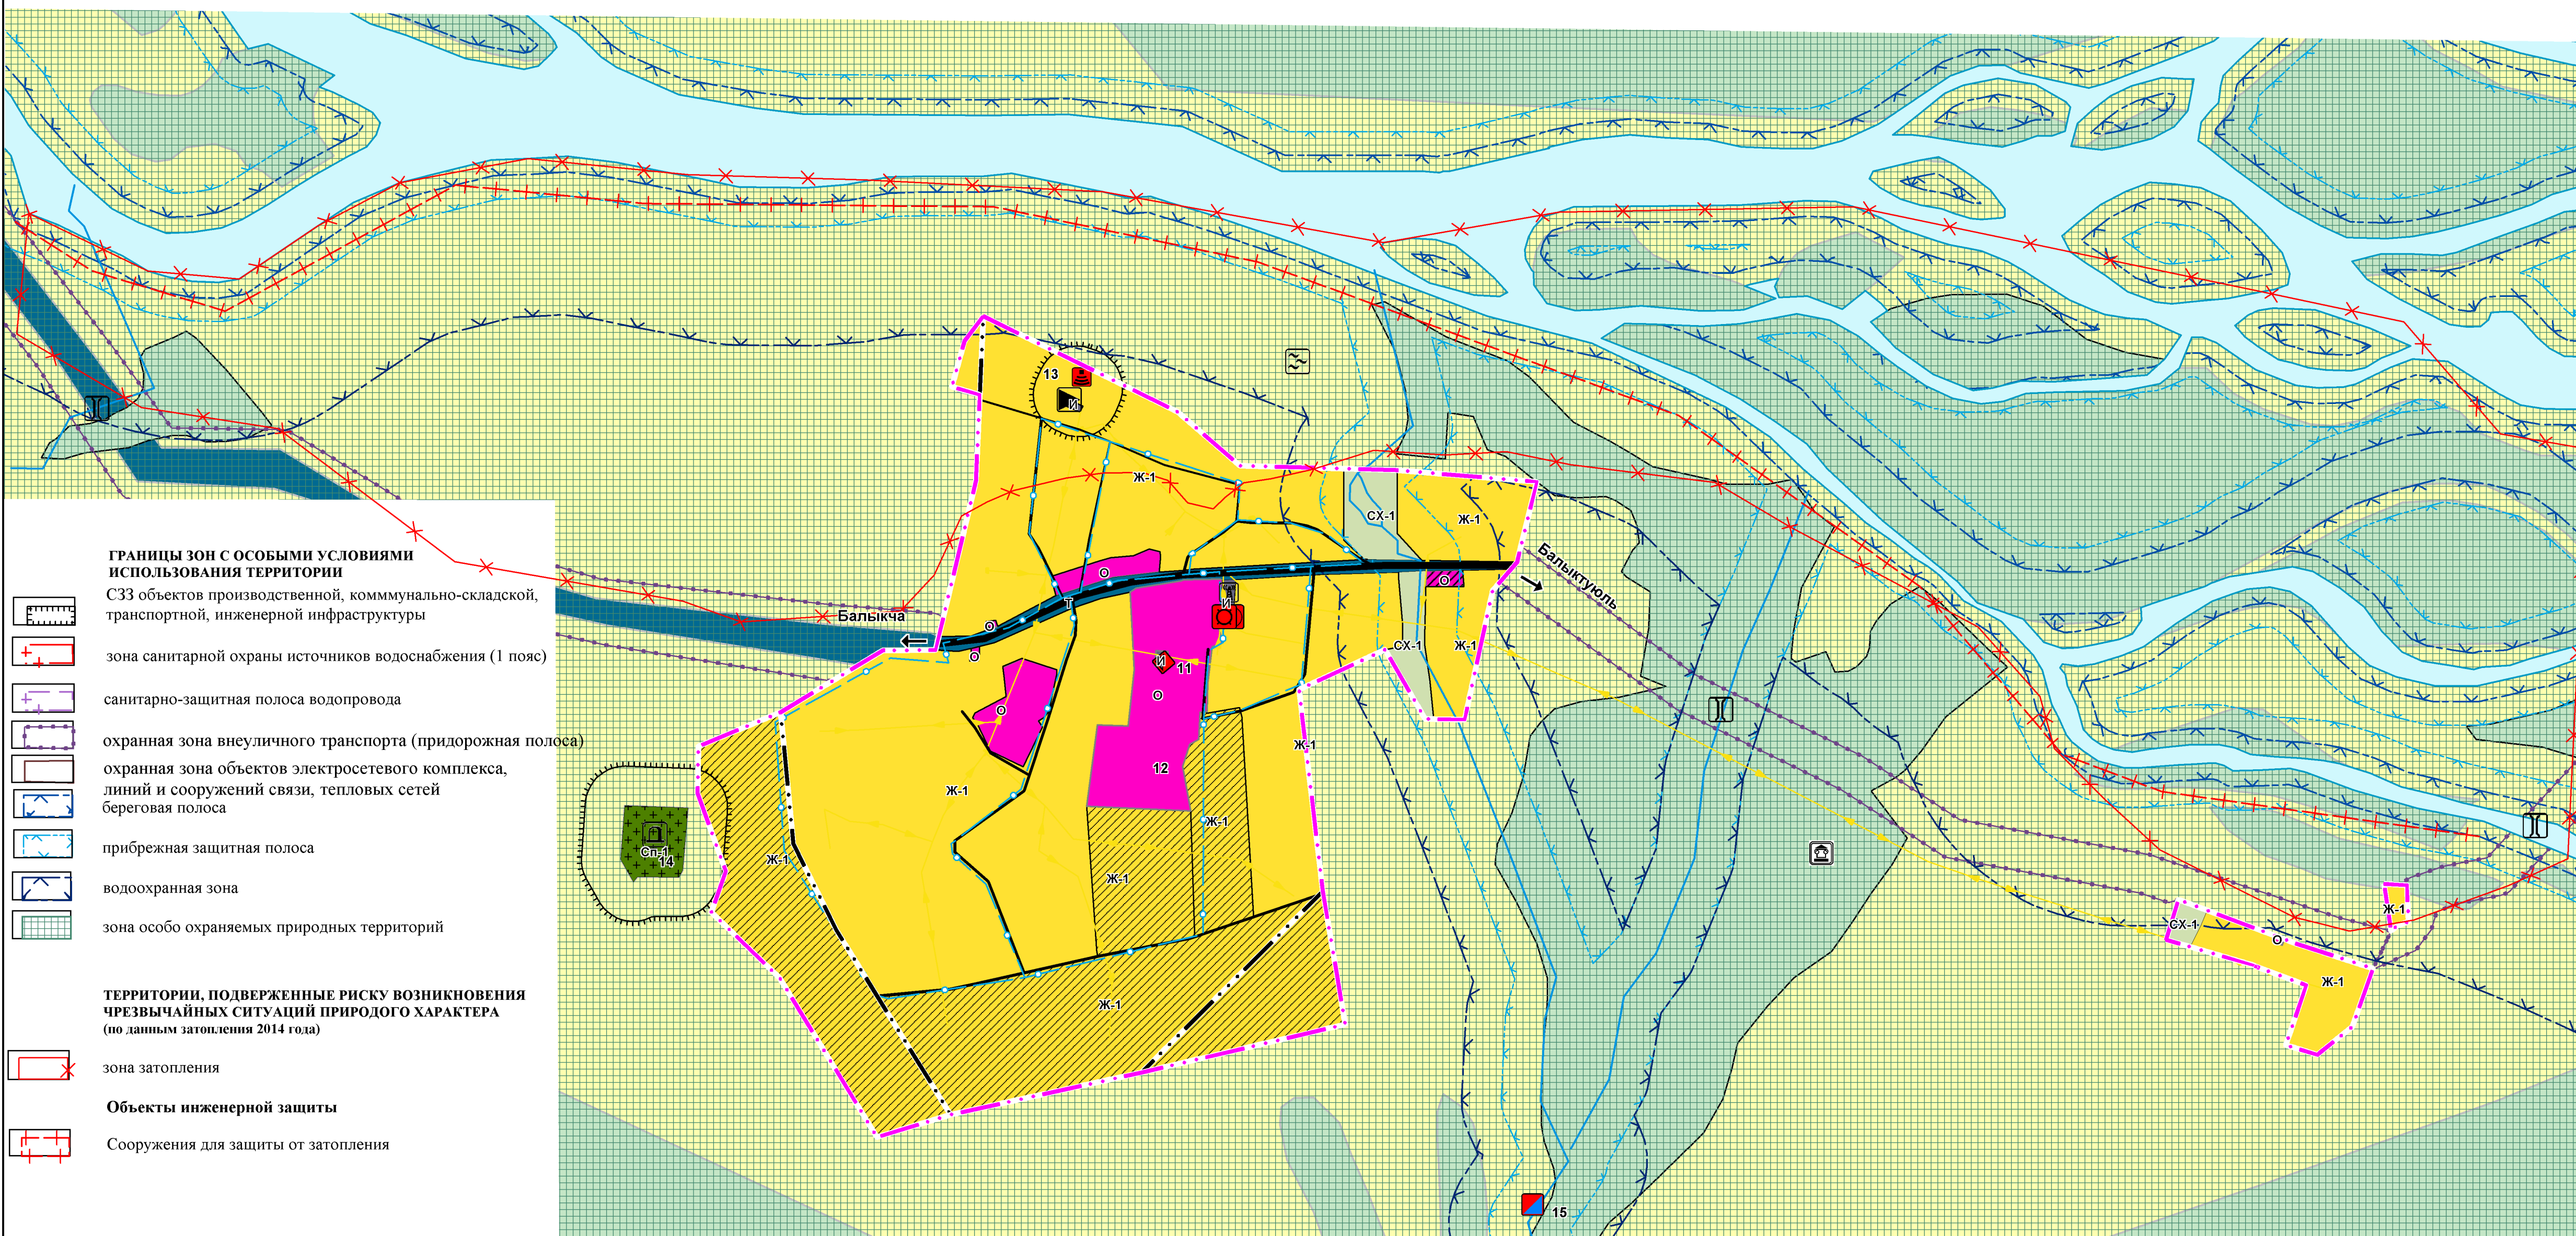 ГРАНИЦЫ ЗОН С ОСОБЫМИ УСЛОВИЯМИ
ИСПОЛЬЗОВАНИЯ ТЕРРИТОРИИ
СЗЗ объектов производственной, комммунально-складской,
транспортной, инженерной инфраструктуры
зона санитарной охраны источников водоснабжения (1 пояс)
санитарно-защитная полоса водопровода
охранная зона внеуличного транспорта (придорожная полоса)
охранная зона объектов электросетевого комплекса,
линий и сооружений связи, тепловых сетей
береговая полоса
прибрежная защитная полоса
водоохранная зона
зона особо охраняемых природных территорий
ТЕРРИТОРИИ, ПОДВЕРЖЕННЫЕ РИСКУ ВОЗНИКНОВЕНИЯ
ЧРЕЗВЫЧАЙНЫХ СИТУАЦИЙ ПРИРОДОГО ХАРАКТЕРА
(по данным затопления 2014 года)
зона затопления
Объекты инженерной защиты
Сооружения для защиты от затопления
13
И
Ж-1
СХ-1
Ж-1
О
Балыктуюль
О
А
И
Т
Балыкча
О
О
СХ-1
Ж-1
И
11
О
О
Ж-1
12
Ж-1
Ж-1
Сп-1
14
Ж-1
Ж-1
Ж-1
СХ-1
О
Ж-1
Ж-1
Ж-1
15